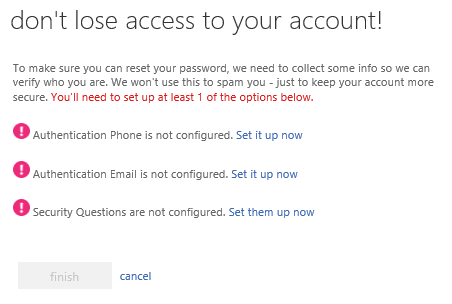 don't lose access to your account!
To make sure you can reset your password, we need to collect some info so we can
verify who you are. We won't use this to spam you - just to keep your account more
secure. You'll need to set up at least 1 of the options below.
! Authentication Phone is not configured. Set it up now
! Authentication Email is not configured. Set it up now
! Security Questions are not configured. Set them up now
finish cancel